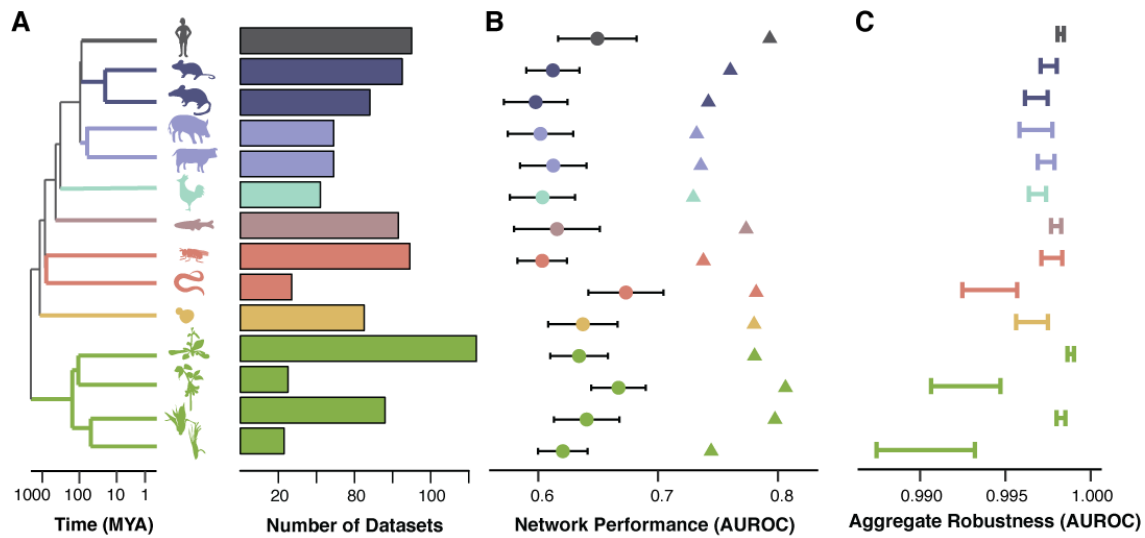 A
B
C
1000 100 10 1
Time (MYA)
20 80 100
Number of Datasets
0.6 0.7 0.8
Network Performance (AUROC)
0.990 0.995 1.000
Aggregate Robustness (AUROC)